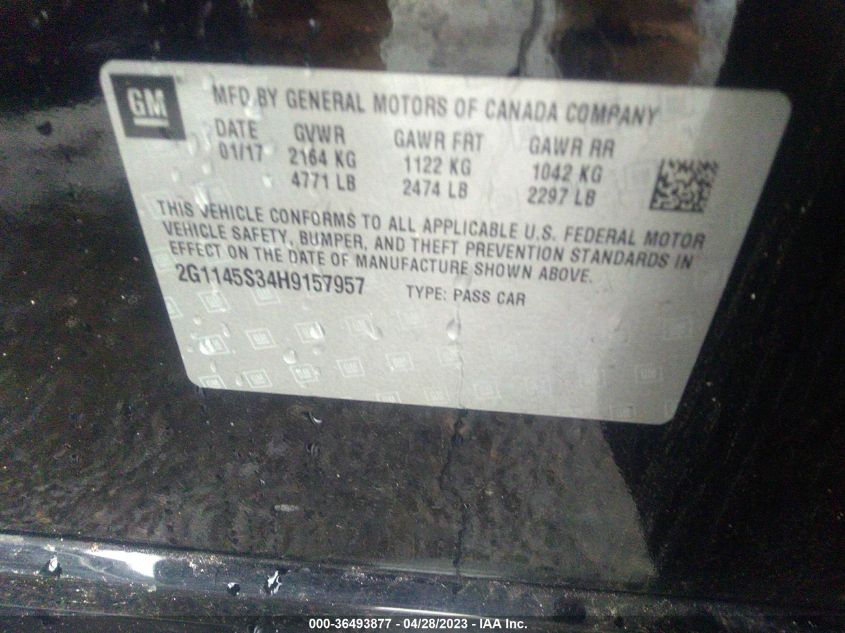 GM
MFD BY GENERAL MOTORS OF CANADA COMPANY
DATE GVWR GAWR FRT GAWR RR
01/17 2164 KG 1122 KG 1042 KG
4771 LB 2474 LB 2297 LB
THIS VEHICLE CONFORMS TO ALL APPLICABLE U.S. FEDERAL MOTOR
VEHICLE SAFETY, BUMPER, AND THEFT PREVENTION STANDARDS IN
EFFECT ON THE DATE OF MANUFACTURE SHOWN ABOVE.
2G1145S34H9157957 TYPE: PASS CAR
000-36493877 - 04/28/2023 - IAA Inc.